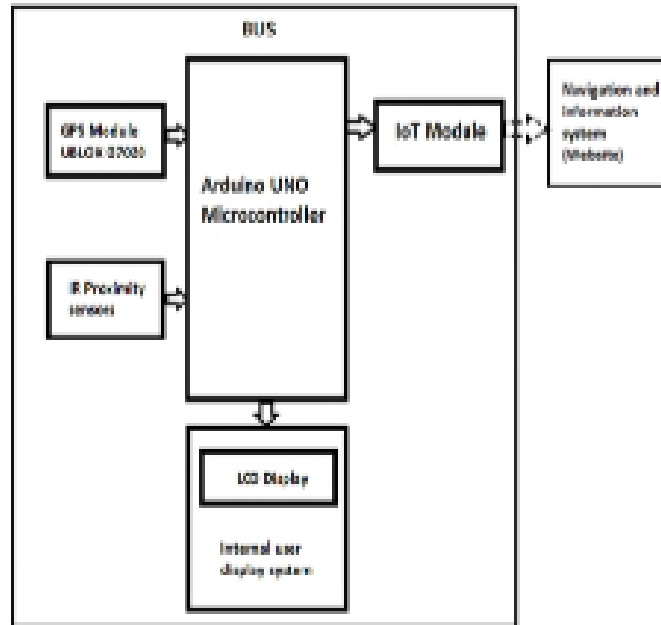 BUS
GPS Module
UBLOX G7020
Arduino UNO
Microcontroller
IoT Module
Navigation and
Information
system
(Website)
IR Proximity
sensors
LCD Display
Internal user
display system